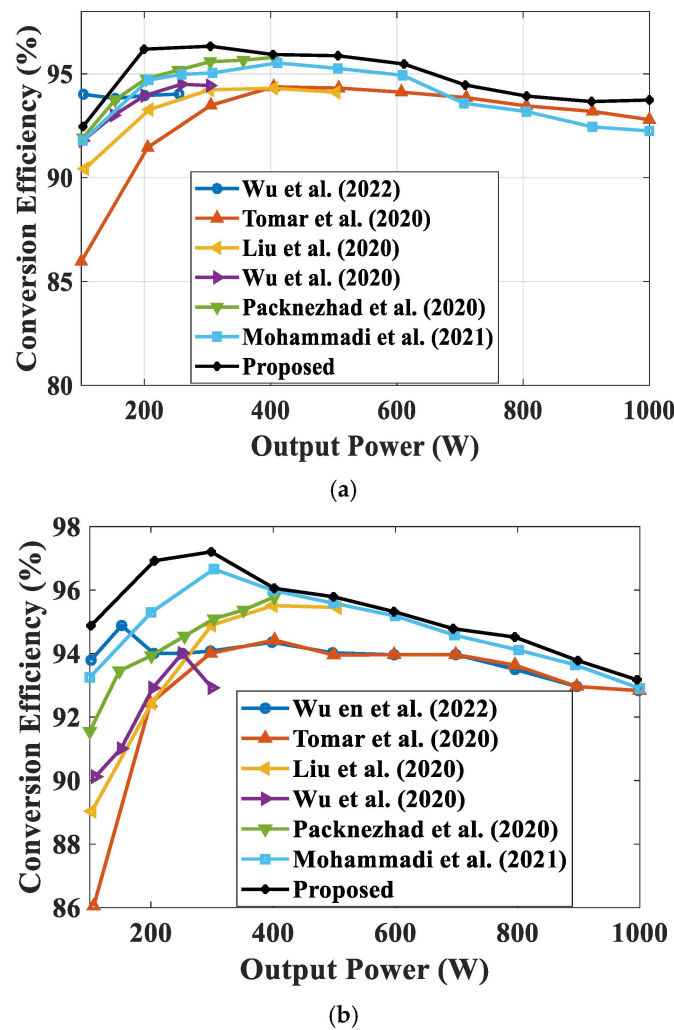 Conversion Efficiency (%)
95
90
85
80
Wu et al. (2022)
Tomar et al. (2020)
Liu et al. (2020)
Wu et al. (2020)
Packnezhad et al. (2020)
Mohammadi et al. (2021)
Proposed
200 400 600 800 1000
Output Power (W)
(a)
Conversion Efficiency (%)
98
96
94
92
90
88
86
Wu en et al. (2022)
Tomar et al. (2020)
Liu et al. (2020)
Wu et al. (2020)
Packnezhad et al. (2020)
Mohammadi et al. (2021)
Proposed
200 400 600 800 1000
Output Power (W)
(b)